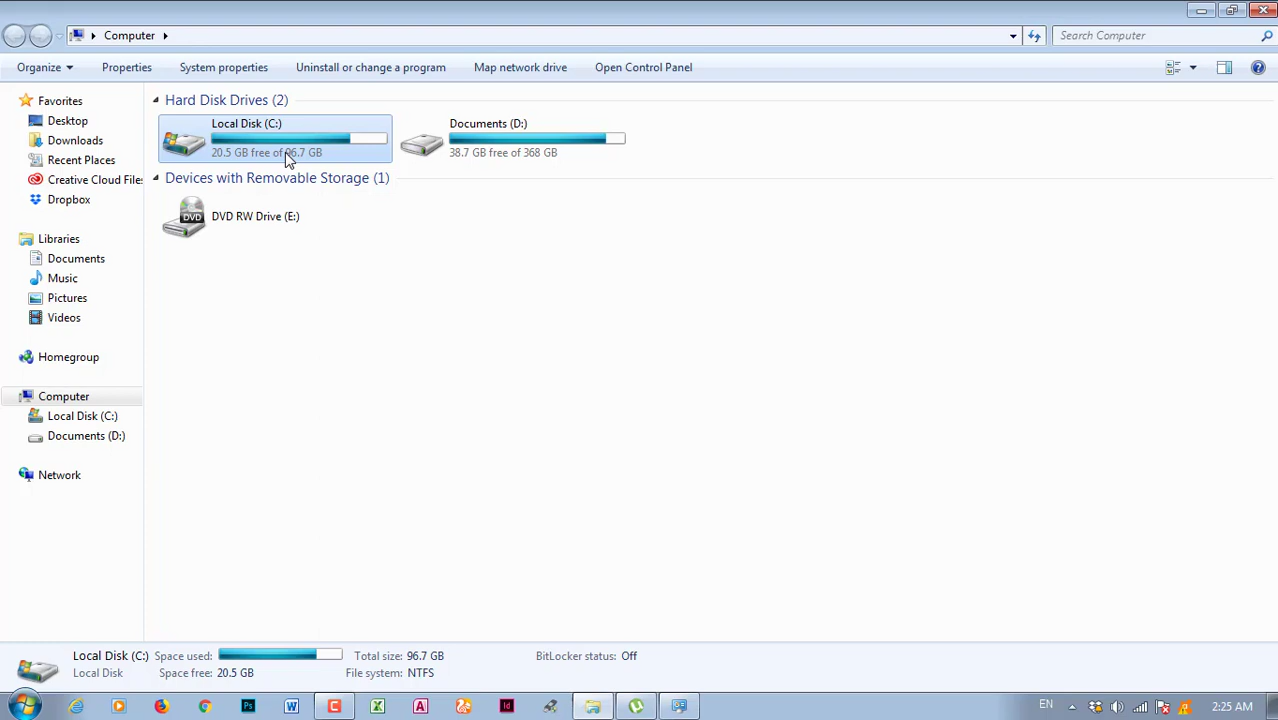 Computer
Search Computer
Organize Properties System properties Uninstall or change a program Map network drive Open Control Panel
Favorites
Desktop
Downloads
Recent Places
Creative Cloud Files
Dropbox
Libraries
Documents
Music
Pictures
Videos
Homegroup
Computer
Local Disk (C:)
Documents (D:)
Network
Hard Disk Drives (2)
Local Disk (C:)
20.5 GB free of 96.7 GB
Documents (D:)
38.7 GB free of 368 GB
Devices with Removable Storage (1)
DVD
DVD RW Drive (E:)
Local Disk (C:) Space used: Total size: 96.7 GB BitLocker status: Off
Local Disk Space free: 20.5 GB File system: NTFS
Ps W C X A Id EN 2:25 AM